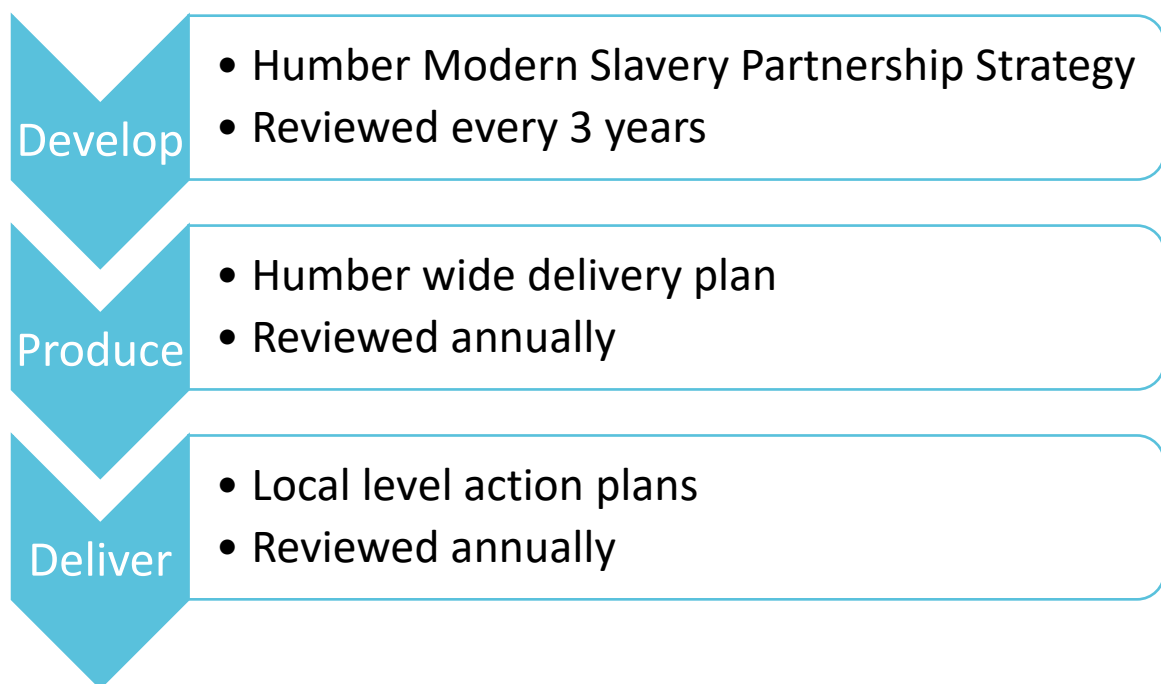 Develop
• Humber Modern Slavery Partnership Strategy
• Reviewed every 3 years
Produce
• Humber wide delivery plan
• Reviewed annually
Deliver
• Local level action plans
• Reviewed annually